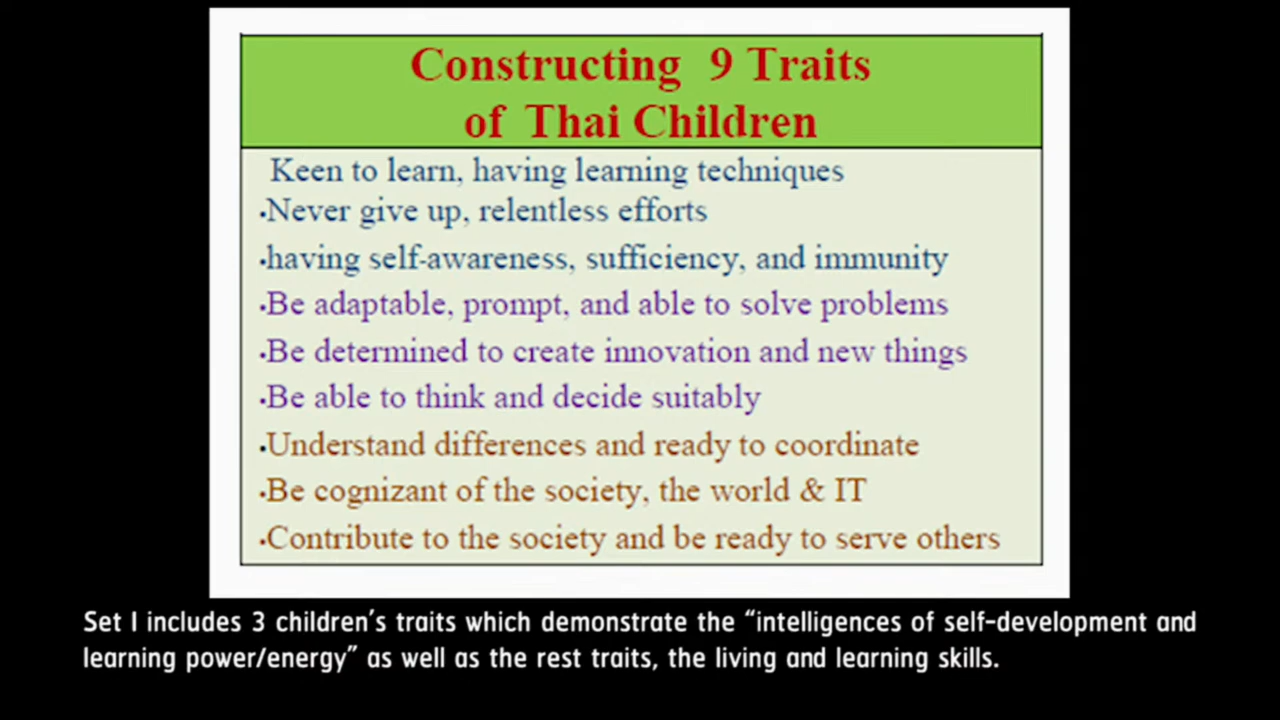 Constructing 9 Traits
of Thai Children
Keen to learn, having learning techniques
•Never give up, relentless efforts
•having self-awareness, sufficiency, and immunity
•Be adaptable, prompt, and able to solve problems
•Be determined to create innovation and new things
•Be able to think and decide suitably
•Understand differences and ready to coordinate
•Be cognizant of the society, the world & IT
•Contribute to the society and be ready to serve others
Set I includes 3 children's traits which demonstrate the “intelligences of self-development and
learning power/energy” as well as the rest traits, the living and learning skills.